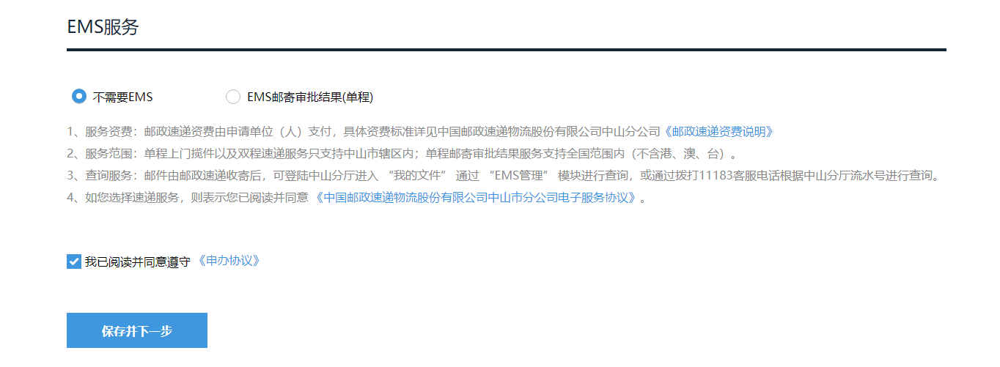 EMS服务
不需要EMS EMS邮寄审批结果(单程)
1、服务资费：邮政速递资费由申请单位（人）支付，具体资费标准详见中国邮政速递物流股份有限公司中山分公司《邮政速递资费说明》
2、服务范围：单程上门揽件以及双程速递服务只支持中山市辖区内；单程邮寄审批结果服务支持全国范围内（不含港、澳、台）。
3、查询服务：邮件由邮政速递收寄后，可登陆中山分厅进入 “我的文件” 通过 “EMS管理” 模块进行查询，或通过拨打11183客服电话根据中山分厅流水号进行查询。
4、如您选择速递服务，则表示您已阅读并同意 《中国邮政速递物流股份有限公司中山市分公司电子服务协议》。
我已阅读并同意遵守 《申办协议》
保存并下一步